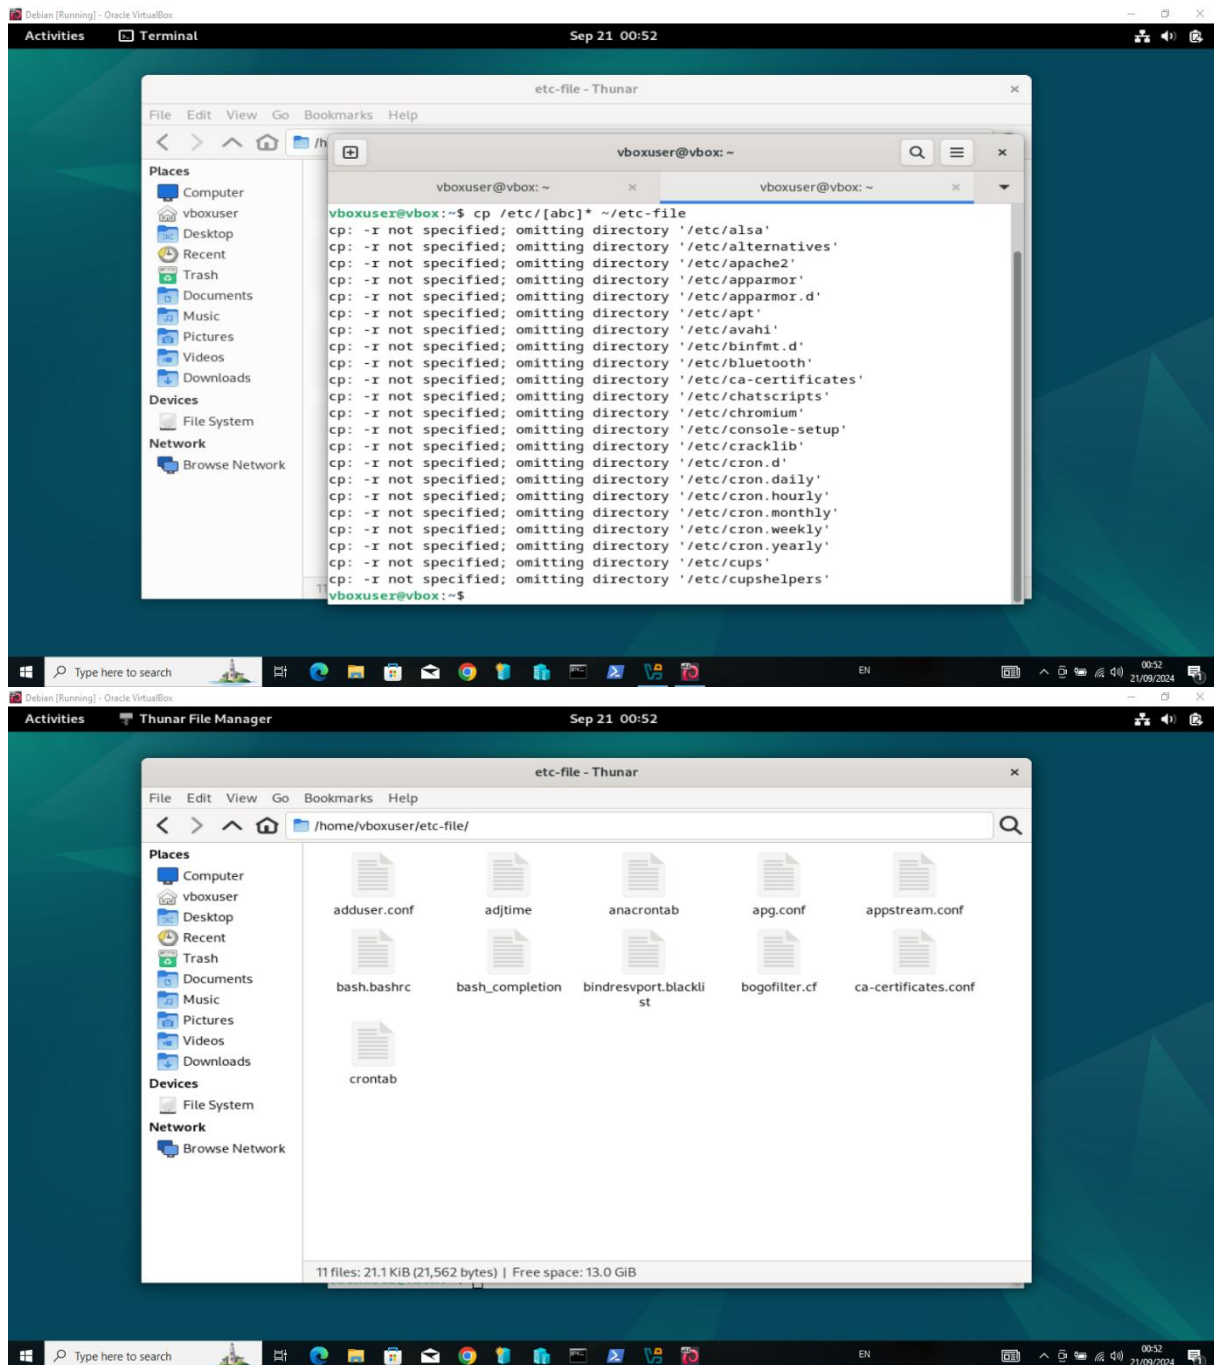 Debian [Running] - Oracle VirtualBox
Activities Terminal Sep 21 00:52
etc-file - Thunar
File Edit View Go Bookmarks Help
/h
vboxuser@vbox: ~
vboxuser@vbox: ~ vboxuser@vbox: ~
Places
Computer
vboxuser
Desktop
Recent
Trash
Documents
Music
Pictures
Videos
Downloads
Devices
File System
Network
Browse Network
vboxuser@vbox:~$ cp /etc/[abc]* ~/etc-file
cp: -r not specified; omitting directory '/etc/alsa'
cp: -r not specified; omitting directory '/etc/alternatives'
cp: -r not specified; omitting directory '/etc/apache2'
cp: -r not specified; omitting directory '/etc/apparmor'
cp: -r not specified; omitting directory '/etc/apparmor.d'
cp: -r not specified; omitting directory '/etc/apt'
cp: -r not specified; omitting directory '/etc/avahi'
cp: -r not specified; omitting directory '/etc/binfmt.d'
cp: -r not specified; omitting directory '/etc/bluetooth'
cp: -r not specified; omitting directory '/etc/ca-certificates'
cp: -r not specified; omitting directory '/etc/chatscripts'
cp: -r not specified; omitting directory '/etc/chromium'
cp: -r not specified; omitting directory '/etc/console-setup'
cp: -r not specified; omitting directory '/etc/cracklib'
cp: -r not specified; omitting directory '/etc/cron.d'
cp: -r not specified; omitting directory '/etc/cron.daily'
cp: -r not specified; omitting directory '/etc/cron.hourly'
cp: -r not specified; omitting directory '/etc/cron.monthly'
cp: -r not specified; omitting directory '/etc/cron.weekly'
cp: -r not specified; omitting directory '/etc/cron.yearly'
cp: -r not specified; omitting directory '/etc/cups'
cp: -r not specified; omitting directory '/etc/cupshelpers'
vboxuser@vbox:~$
11
Type here to search EN 00:52
21/09/2024
Debian [Running] - Oracle VirtualBox
Activities Thunar File Manager Sep 21 00:52
etc-file - Thunar
File Edit View Go Bookmarks Help
/home/vboxuser/etc-file/
Places
Computer
vboxuser
Desktop
Recent
Trash
Documents
Music
Pictures
Videos
Downloads
Devices
File System
Network
Browse Network
adduser.conf adjtime anacrontab apg.conf appstream.conf
bash.bashrc bash_completion bindresvport.blackli
st bogofilter.cf ca-certificates.conf
crontab
11 files: 21.1 KiB (21,562 bytes) | Free space: 13.0 GiB
Type here to search EN 00:52
21/09/2024